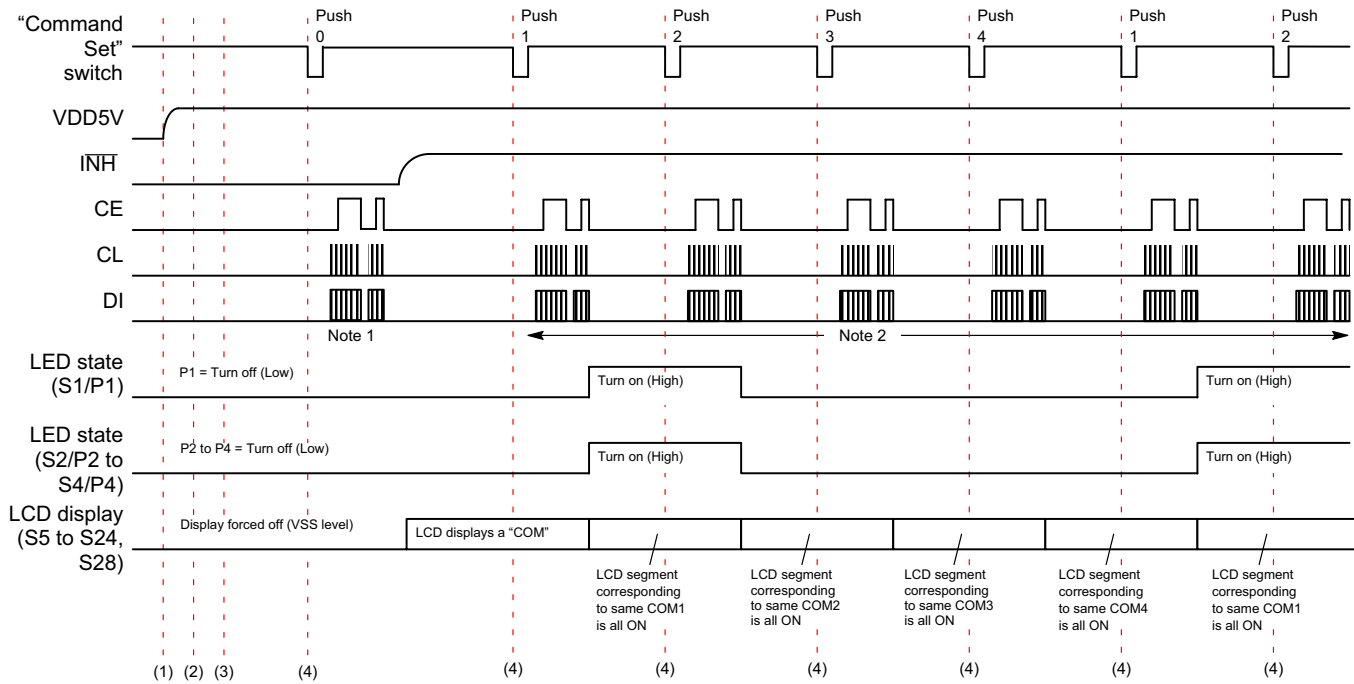 Push Push Push Push Push Push Push
"Command
Set"
switch
0 1 2 3 4 1 2
VDD5V
INH
CE
CL
DI
Note 1 Note 2
LED state
(S1/P1)
P1 = Turn off (Low)
Turn on (High) Turn on (High)
LED state
(S2/P2 to
S4/P4)
P2 to P4 = Turn off (Low)
Turn on (High) Turn on (High)
LCD display
(S5 to S24,
S28)
Display forced off (VSS level)
LCD displays a "COM"
LCD segment
corresponding
to same COM1
is all ON
LCD segment
corresponding
to same COM2
is all ON
LCD segment
corresponding
to same COM3
is all ON
LCD segment
corresponding
to same COM4
is all ON
LCD segment
corresponding
to same COM1
is all ON
(1) (2) (3) (4) (4) (4) (4) (4) (4) (4)